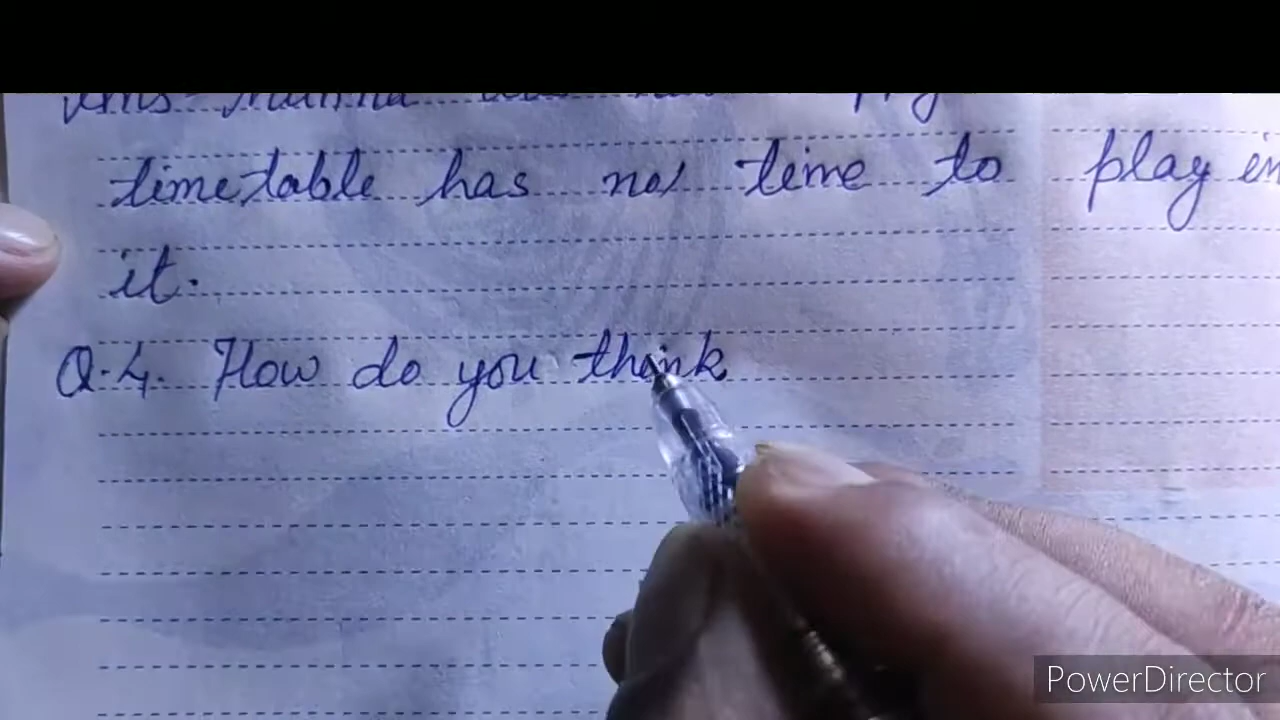 timetable has no time to play in
it.
Q.4. How do you think
PowerDirector